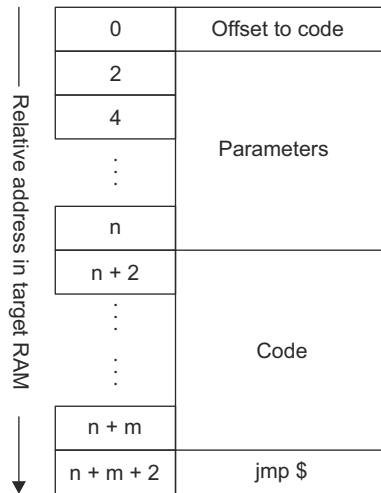 Relative address in target RAM
0 Offset to code
2
4
Parameters
n
n + 2
Code
n + m
n + m + 2 jmp $